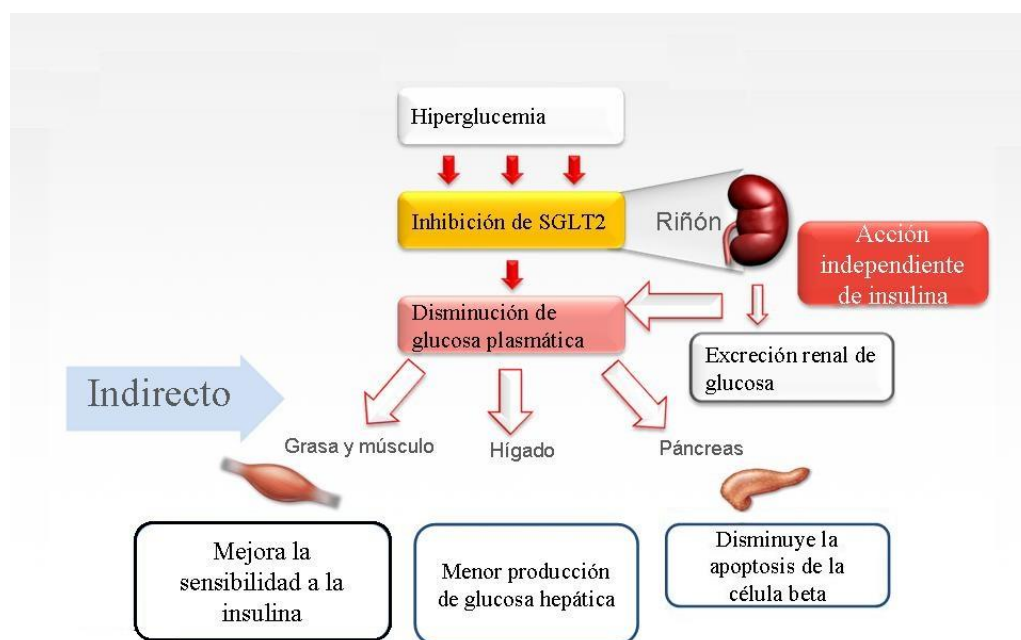 Hiperglucemia
Inhibición de SGLT2
Riñón
Acción
independiente
de insulina
Disminución de
glucosa plasmática
Excreción renal de
glucosa
Indirecto
Grasa y músculo
Hígado
Páncreas
Mejora la
sensibilidad a la
insulina
Menor producción
de glucosa hepática
Disminuye la
apoptosis de la
célula beta